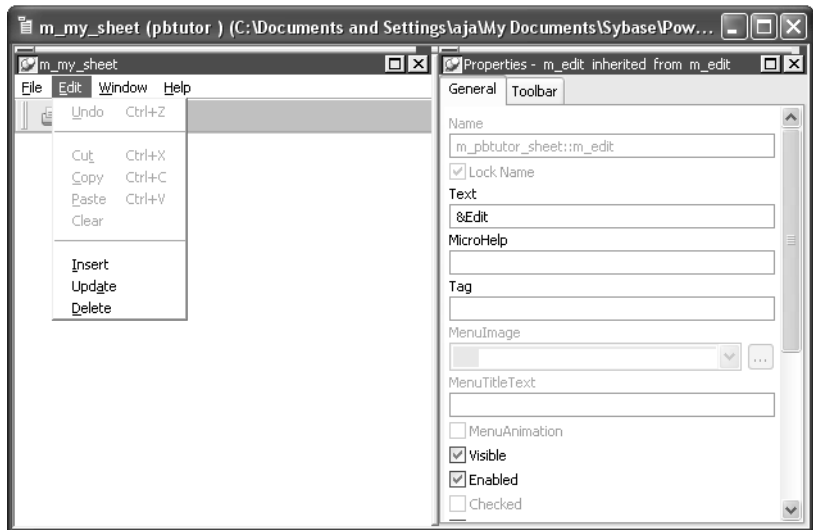 m_my_sheet (pbtutor ) (C:\Documents and Settings\aja\My Documents\Sybase\Pow...
m_my_sheet
File Edit Window Help
Undo Ctrl+Z
Cut Ctrl+X
Copy Ctrl+C
Paste Ctrl+V
Clear
Insert
Update
Delete
Properties - m_edit inherited from m_edit
General Toolbar
Name
m_pbtutor_sheet::m_edit
Lock Name
Text
&Edit
MicroHelp
Tag
MenuImage
...
MenuTitleText
MenuAnimation
Visible
Enabled
Checked